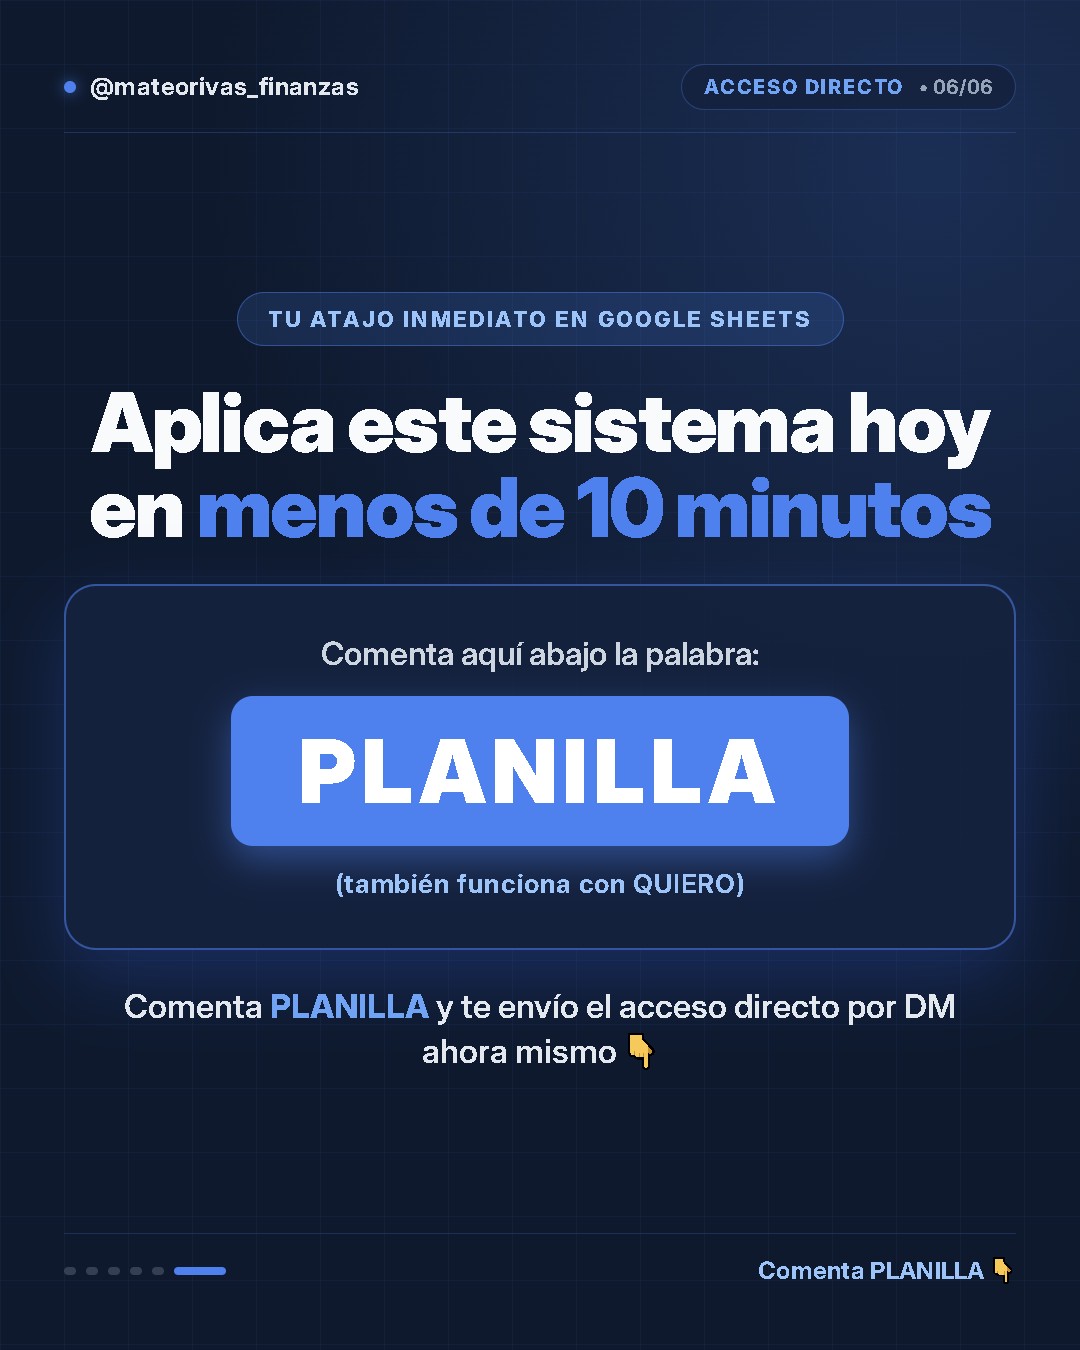 @mateorivas_finanzas
ACCESO DIRECTO • 06/06
TU ATAJO INMEDIATO EN GOOGLE SHEETS
Aplica este sistema hoy
en menos de 10 minutos
Comenta aquí abajo la palabra:
PLANILLA
(también funciona con QUIERO)
Comenta PLANILLA y te envío el acceso directo por DM
ahora mismo 👇
Comenta PLANILLA 👇